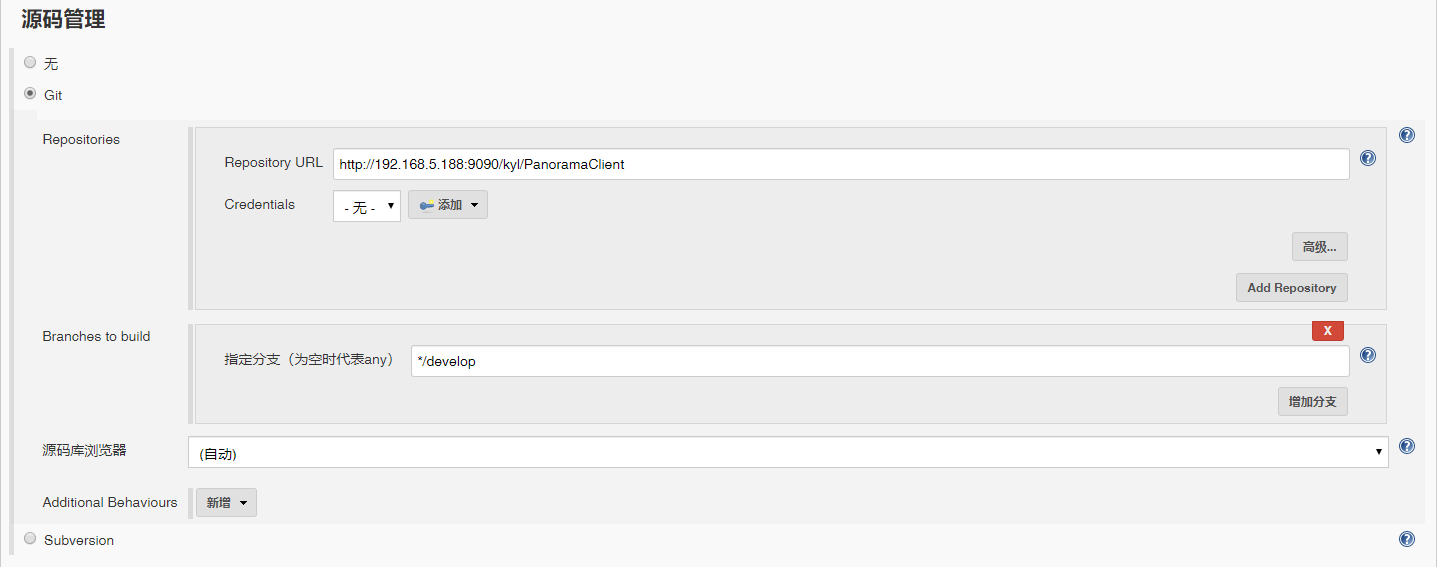 源码管理
无
Git
Repositories
Repository URL http://192.168.5.188:9090/kyl/PanoramaClient
Credentials - 无 - 添加
高级...
Add Repository
Branches to build
X
指定分支（为空时代表any） */develop
增加分支
源码库浏览器 (自动)
Additional Behaviours 新增
Subversion